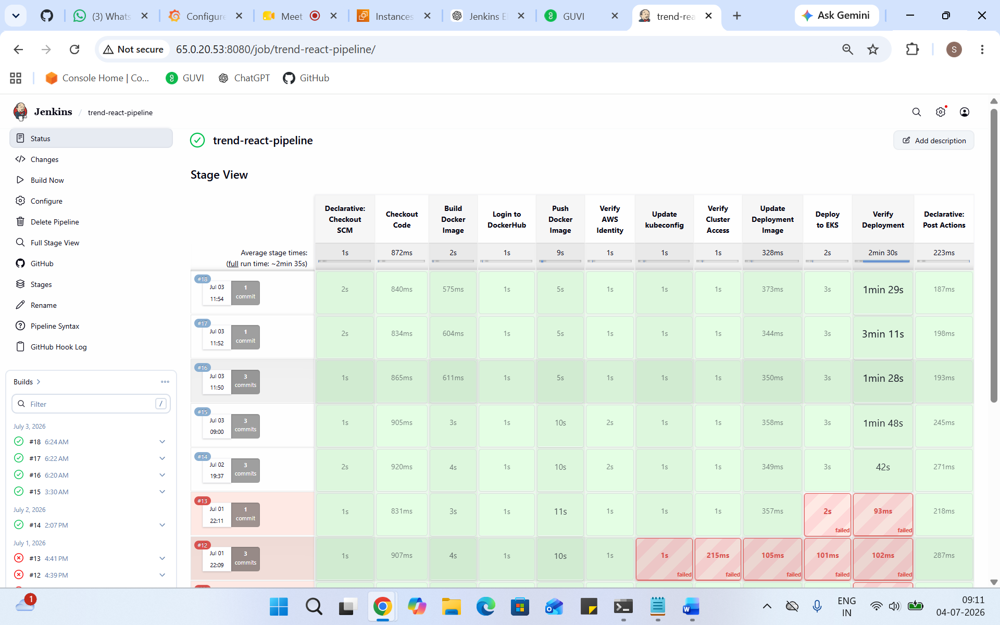 (3) Whats
Configure
Meet
Instances
Jenkins E
GUVI
trend-rea
Ask Gemini
Not secure
65.0.20.53:8080/job/trend-react-pipeline/
S
Console Home | Co...
GUVI
ChatGPT
GitHub
Jenkins / trend-react-pipeline
Status
Changes
Build Now
Configure
Delete Pipeline
Full Stage View
GitHub
Stages
Rename
Pipeline Syntax
GitHub Hook Log
Builds
Filter /
July 3, 2026
#18 6:24 AM
#17 6:22 AM
#16 6:20 AM
#15 3:30 AM
July 2, 2026
#14 2:07 PM
July 1, 2026
#13 4:41 PM
#12 4:39 PM
trend-react-pipeline
Add description
Stage View
Declarative: Checkout SCM
Checkout Code
Build Docker Image
Login to DockerHub
Push Docker Image
Verify AWS Identity
Update kubeconfig
Verify Cluster Access
Update Deployment Image
Deploy to EKS
Verify Deployment
Declarative: Post Actions
Average stage times:
(full run time: ~2min 35s)
1s 872ms 2s 1s 9s 1s 1s 1s 328ms 2s 2min 30s 223ms
#18
Jul 03 11:54
1 commit
2s 840ms 575ms 1s 5s 1s 1s 1s 373ms 3s 1min 29s 187ms
#17
Jul 03 11:52
1 commit
2s 834ms 604ms 1s 5s 1s 1s 1s 344ms 3s 3min 11s 198ms
#16
Jul 03 11:50
3 commits
1s 865ms 611ms 1s 5s 1s 1s 1s 350ms 3s 1min 28s 193ms
#15
Jul 03 09:00
3 commits
1s 905ms 3s 1s 10s 2s 1s 1s 358ms 3s 1min 48s 245ms
#14
Jul 02 19:37
3 commits
2s 920ms 4s 1s 10s 2s 1s 1s 349ms 3s 42s 271ms
#13
Jul 01 22:11
1 commit
1s 831ms 3s 1s 11s 1s 1s 1s 357ms 2s failed 93ms failed 218ms
#12
Jul 01 22:09
3 commits
1s 907ms 4s 1s 10s 1s 1s failed 215ms failed 105ms failed 101ms failed 102ms failed 287ms
1
ENG
IN
09:11
04-07-2026